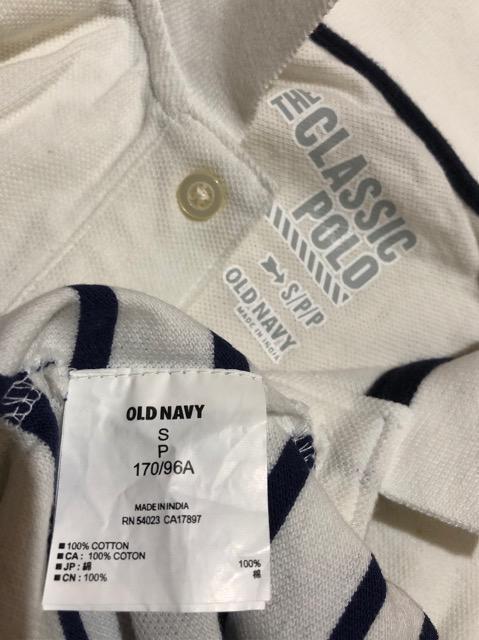 THE
CLASSIC
POLO
S/P/P
OLD NAVY
MADE IN INDIA
OLD NAVY
S
P
170/96A
MADE IN INDIA
RN 54023 CA17897
■ 100% COTTON
■ CA : 100% COTON
■ JP : 綿 100%
■ CN : 100% 棉